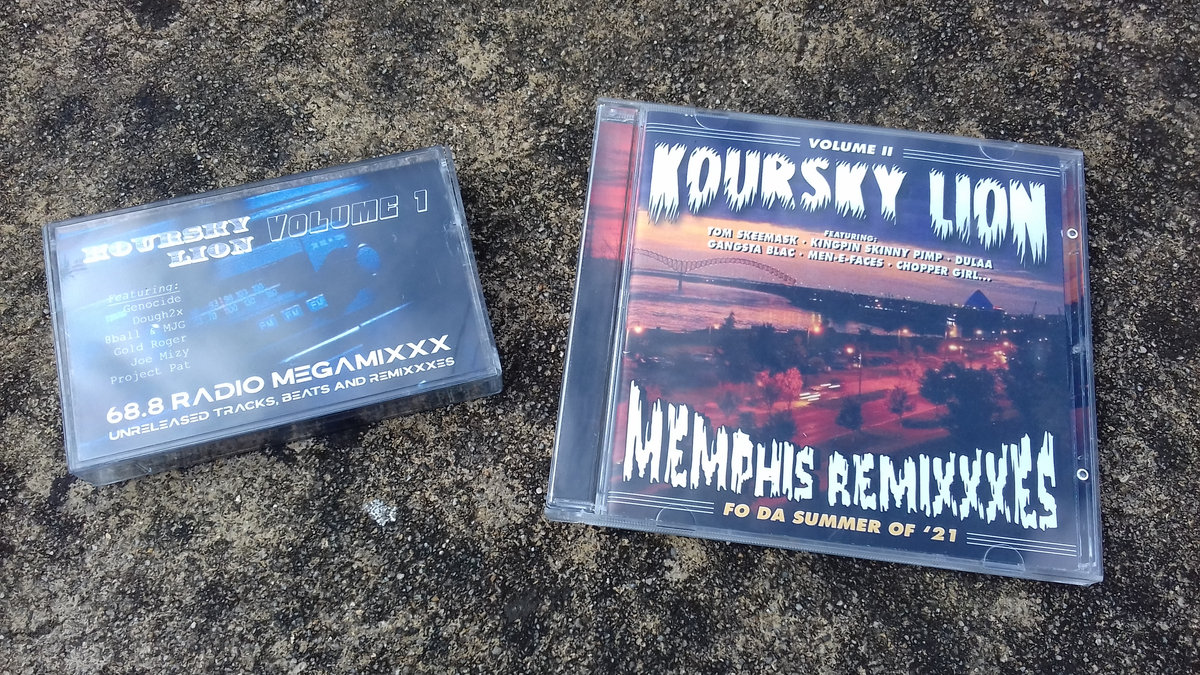 KOURSKY
LION
VOLUME 1
featuring:
Genocide
Dough2x
8ball & MJG
Gold Roger
Joe Mizy
Project Pat
68.8 RADIO MEGAMIXXX
UNRELEASED TRACKS, BEATS AND REMIXXXES
VOLUME II
KOURSKY LION
FEATURING:
TOM SKEEMASK · KINGPIN SKINNY PIMP · DULAA
GANGSTA BLAC · MEN-E-FACES · CHOPPER GIRL...
MEMPHIS REMIXXXES
FO DA SUMMER OF '21